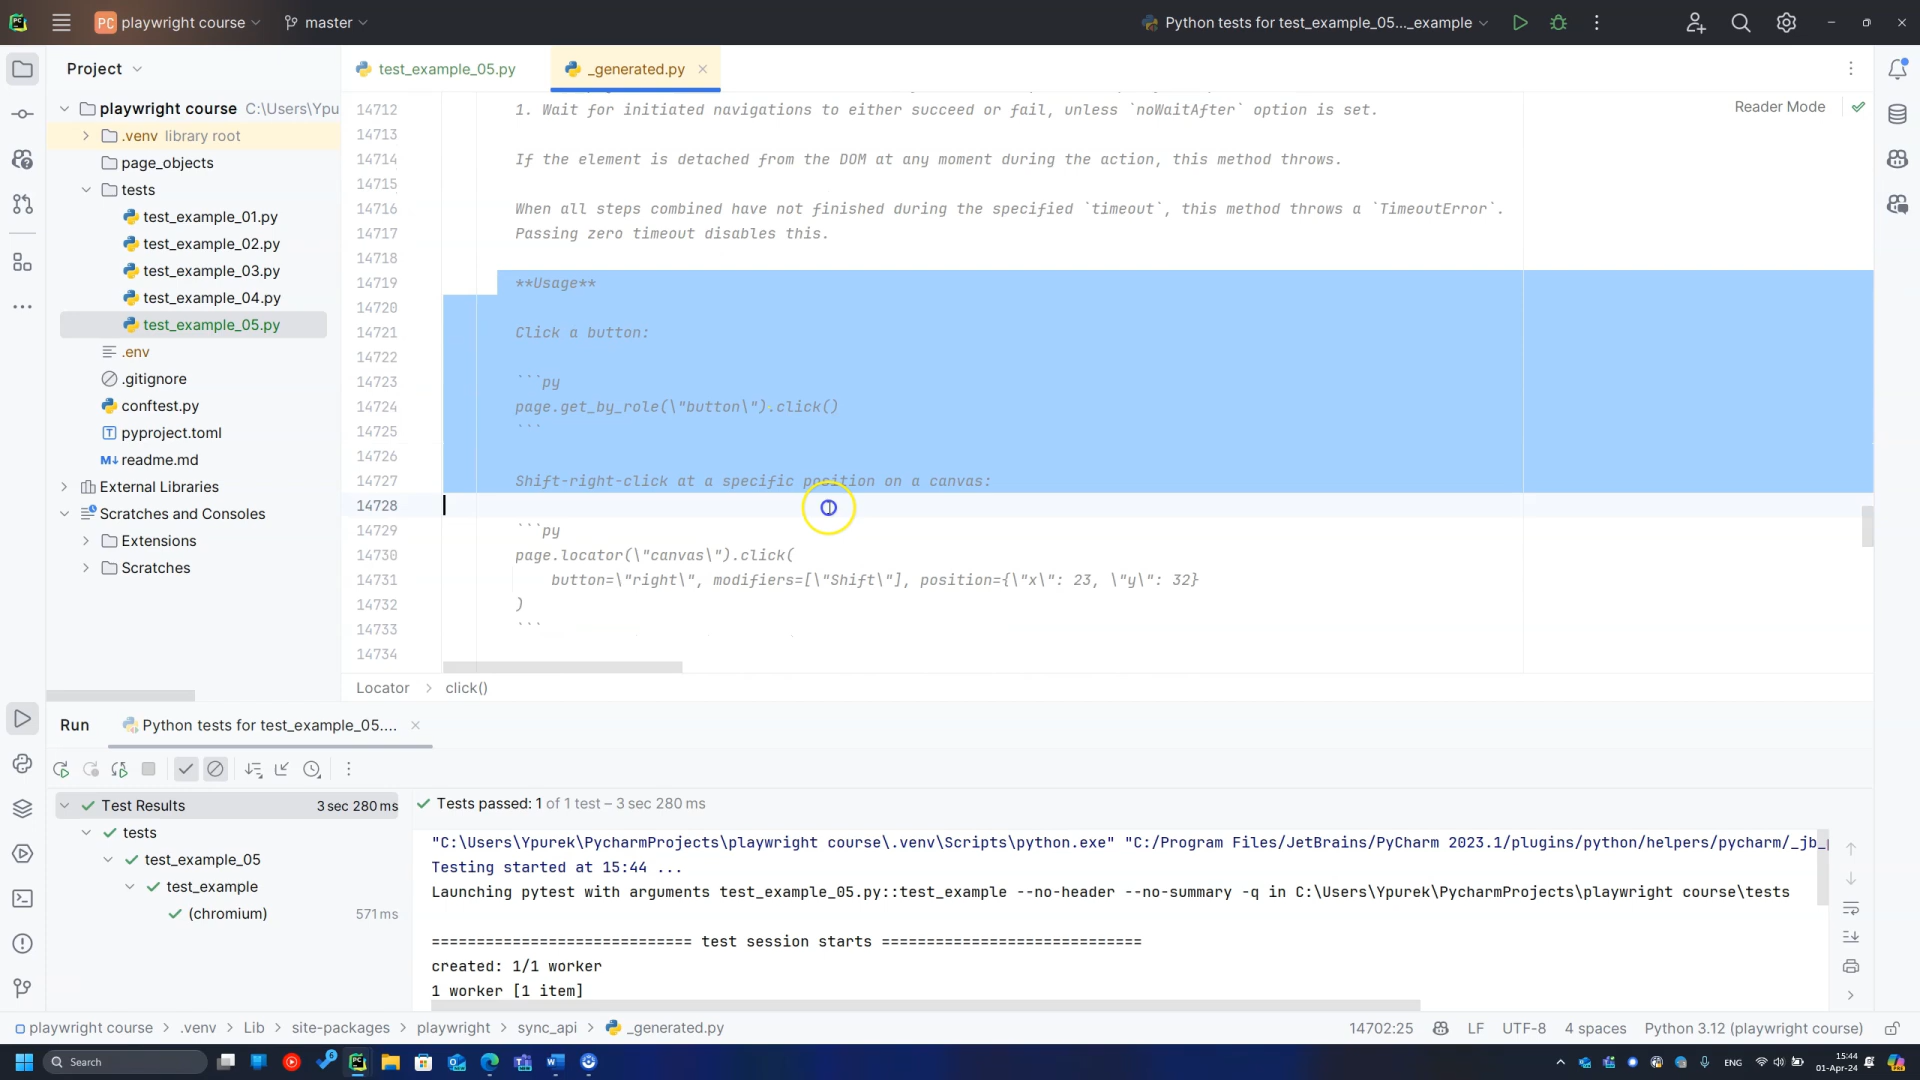 PC playwright course
master
Python tests for test_example_05..._example
Project
test_example_05.py
_generated.py
Reader Mode
playwright course C:\Users\Ypu
.venv library root
page_objects
tests
test_example_01.py
test_example_02.py
test_example_03.py
test_example_04.py
test_example_05.py
.env
.gitignore
conftest.py
pyproject.toml
readme.md
External Libraries
Scratches and Consoles
Extensions
Scratches
14712 1. Wait for initiated navigations to either succeed or fail, unless `noWaitAfter` option is set.
14713
14714 If the element is detached from the DOM at any moment during the action, this method throws.
14715
14716 When all steps combined have not finished during the specified `timeout`, this method throws a `TimeoutError`.
14717 Passing zero timeout disables this.
14718
14719 **Usage**
14720
14721 Click a button:
14722
14723 ```py
14724 page.get_by_role(\"button\").click()
14725 ```
14726
14727 Shift-right-click at a specific position on a canvas:
14728
14729 ```py
14730 page.locator(\"canvas\").click(
14731 button=\"right\", modifiers=[\"Shift\"], position={\"x\": 23, \"y\": 32}
14732 )
14733 ```
14734
Locator > click()
Run
Python tests for test_example_05....
Test Results 3 sec 280 ms
tests
test_example_05
test_example
(chromium) 571 ms
Tests passed: 1 of 1 test – 3 sec 280 ms
"C:\Users\Ypurek\PycharmProjects\playwright course\.venv\Scripts\python.exe" "C:/Program Files/JetBrains/PyCharm 2023.1/plugins/python/helpers/pycharm/_jb_
Testing started at 15:44 ...
Launching pytest with arguments test_example_05.py::test_example --no-header --no-summary -q in C:\Users\Ypurek\PycharmProjects\playwright course\tests
============================ test session starts =============================
created: 1/1 worker
1 worker [1 item]
playwright course > .venv > Lib > site-packages > playwright > sync_api > _generated.py
14702:25 LF UTF-8 4 spaces Python 3.12 (playwright course)
Search
ENG
15:44
01-Apr-24